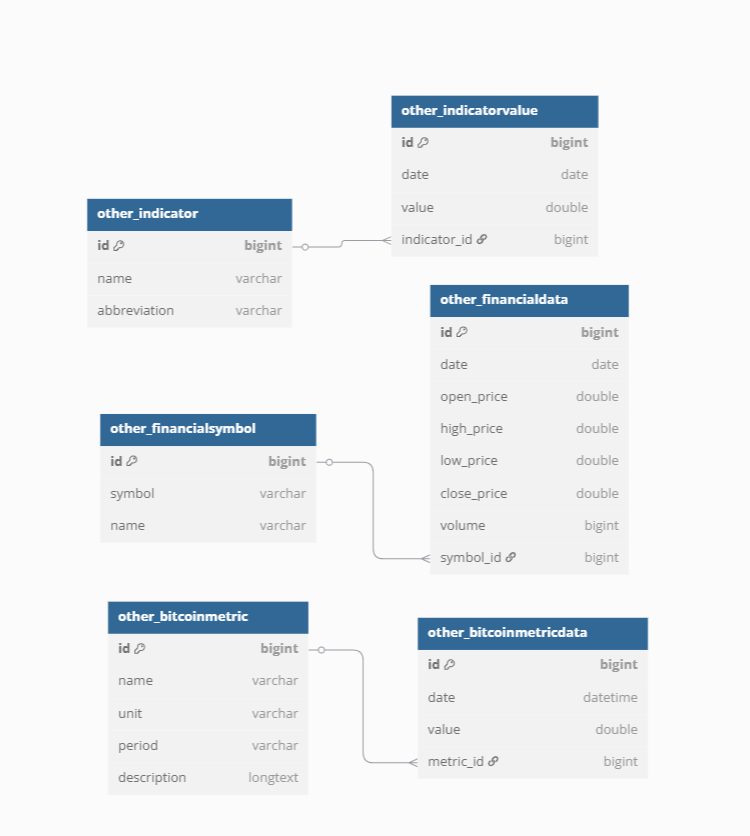 other_indicatorvalue
id bigint
date date
value double
indicator_id bigint
other_indicator
id bigint
name varchar
abbreviation varchar
other_financialdata
id bigint
date date
open_price double
high_price double
low_price double
close_price double
volume bigint
symbol_id bigint
other_financialsymbol
id bigint
symbol varchar
name varchar
other_bitcoinmetric
id bigint
name varchar
unit varchar
period varchar
description longtext
other_bitcoinmetricdata
id bigint
date datetime
value double
metric_id bigint